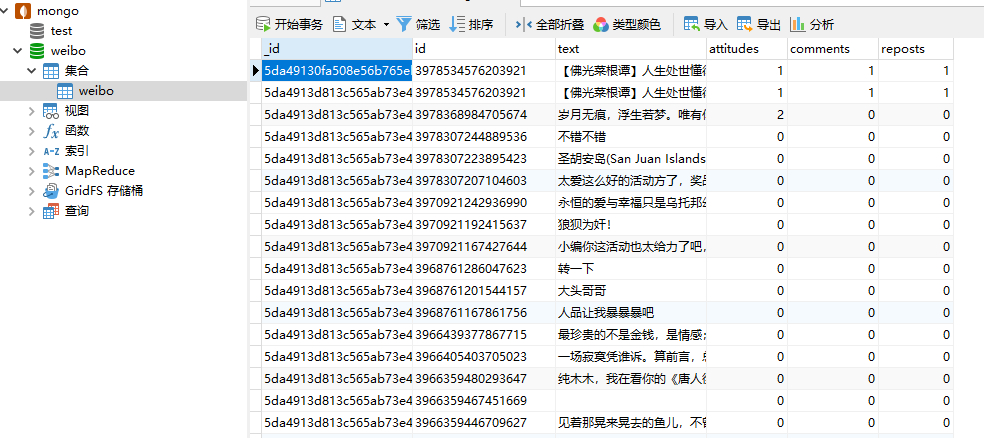 mongo
test
weibo
集合
weibo
视图
函数
索引
MapReduce
GridFS 存储桶
查询
开始事务 文本 筛选 排序 全部折叠 类型颜色 导入 导出 分析
_id id text attitudes comments reposts
5da49130fa508e56b765e 3978534576203921 【佛光菜根谭】人生处世懂得 1 1 1
5da4913d813c565ab73e4 3978534576203921 【佛光菜根谭】人生处世懂得 1 1 1
5da4913d813c565ab73e4 3978368984705674 岁月无痕，浮生若梦。唯有 2 0 0
5da4913d813c565ab73e4 3978307244889536 不错不错 0 0 0
5da4913d813c565ab73e4 3978307223895423 圣胡安岛(San Juan Islands 0 0 0
5da4913d813c565ab73e4 3978307207104603 太爱这么好的活动方了，奖品 0 0 0
5da4913d813c565ab73e4 3970921242936990 永恒的爱与幸福只是乌托邦 0 0 0
5da4913d813c565ab73e4 3970921192415637 狼狈为奸！ 0 0 0
5da4913d813c565ab73e4 3970921167427644 小编你这活动也太给力了吧， 0 0 0
5da4913d813c565ab73e4 3968761286047623 转一下 0 0 0
5da4913d813c565ab73e4 3968761201544157 大头哥哥 0 0 0
5da4913d813c565ab73e4 3968761167861756 人品让我暴暴暴吧 0 0 0
5da4913d813c565ab73e4 3966439377867715 最珍贵的不是金钱，是情感； 0 0 0
5da4913d813c565ab73e4 3966405403705023 一场寂寞凭谁诉。算前言，总 0 0 0
5da4913d813c565ab73e4 3966359480293647 纯木木，我在看你的《唐人街 0 0 0
5da4913d813c565ab73e4 3966359467451669 0 0 0
5da4913d813c565ab73e4 3966359446709627 见着那晃来晃去的鱼儿，不曾 0 0 0